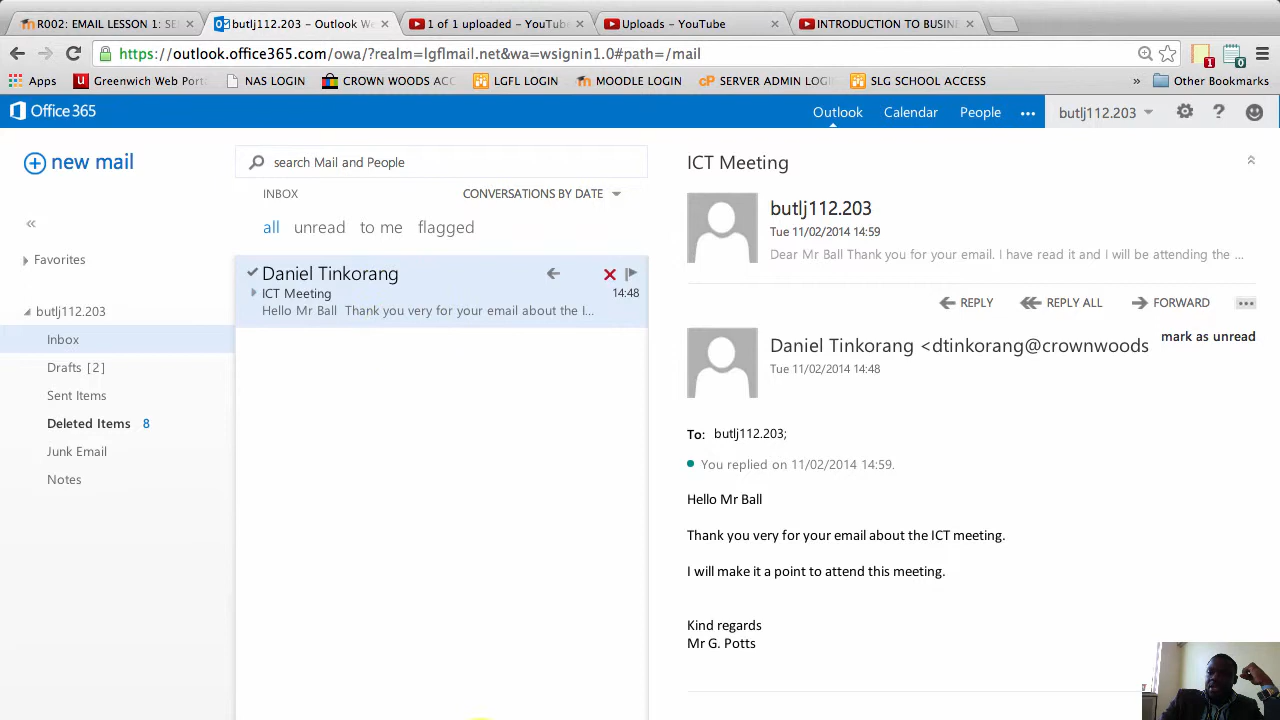 R002: EMAIL LESSON 1: SE
butlj112.203 – Outlook We
1 of 1 uploaded – YouTube
Uploads – YouTube
INTRODUCTION TO BUSINE
https://outlook.office365.com/owa/?realm=lgflmail.net&wa=wsignin1.0#path=/mail
1
0
Apps
Greenwich Web Port
NAS LOGIN
CROWN WOODS ACC
LGFL LOGIN
MOODLE LOGIN
SERVER ADMIN LOG
SLG SCHOOL ACCESS
»
Other Bookmarks
Office 365
Outlook
Calendar
People
•••
butlj112.203
?
new mail
search Mail and People
INBOX
CONVERSATIONS BY DATE
all unread to me flagged
«
Favorites
butlj112.203
Inbox
Drafts [2]
Sent Items
Deleted Items 8
Junk Email
Notes
Daniel Tinkorang
ICT Meeting 14:48
Hello Mr Ball Thank you very for your email about the I...
ICT Meeting
butlj112.203
Tue 11/02/2014 14:59
Dear Mr Ball Thank you for your email. I have read it and I will be attending the ...
REPLY
REPLY ALL
FORWARD
•••
mark as unread
Daniel Tinkorang <dtinkorang@crownwoods
Tue 11/02/2014 14:48
To: butlj112.203;
You replied on 11/02/2014 14:59.
Hello Mr Ball
Thank you very for your email about the ICT meeting.
I will make it a point to attend this meeting.
Kind regards
Mr G. Potts